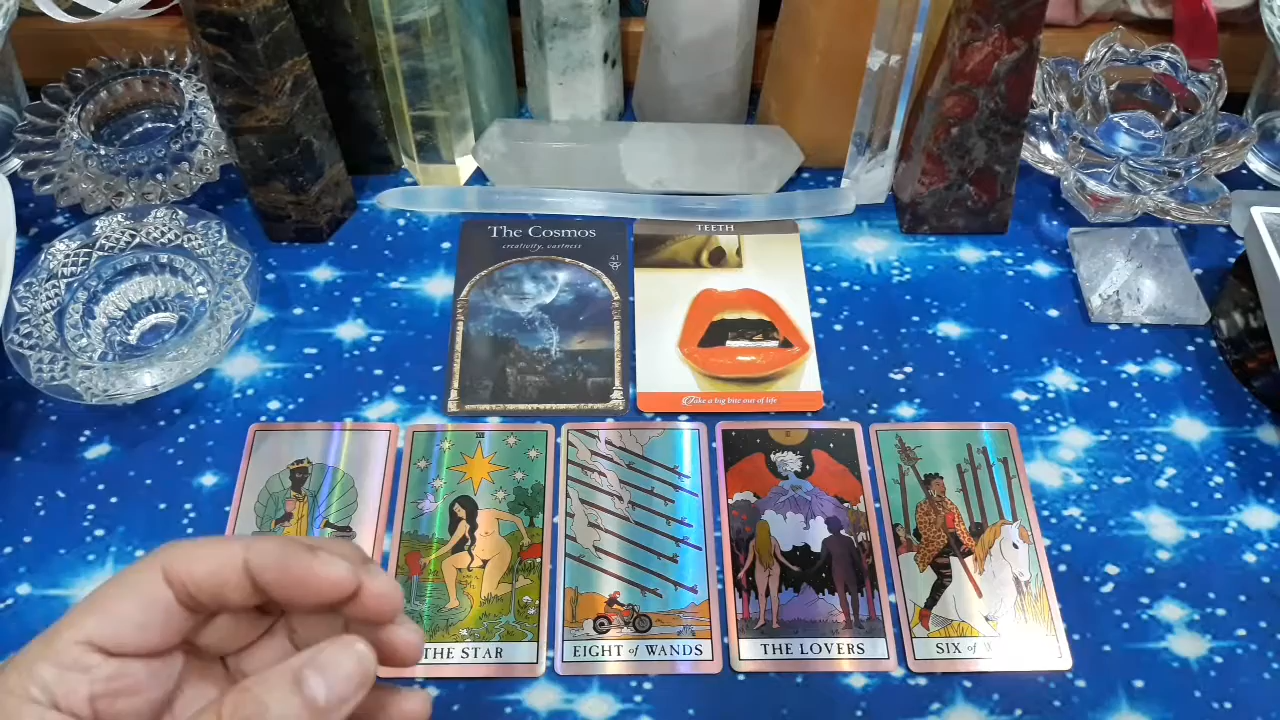 The Cosmos
creativity, vastness
41
TEETH
Take a big bite out of life
XVII
THE STAR
EIGHT of WANDS
THE LOVERS
SIX of